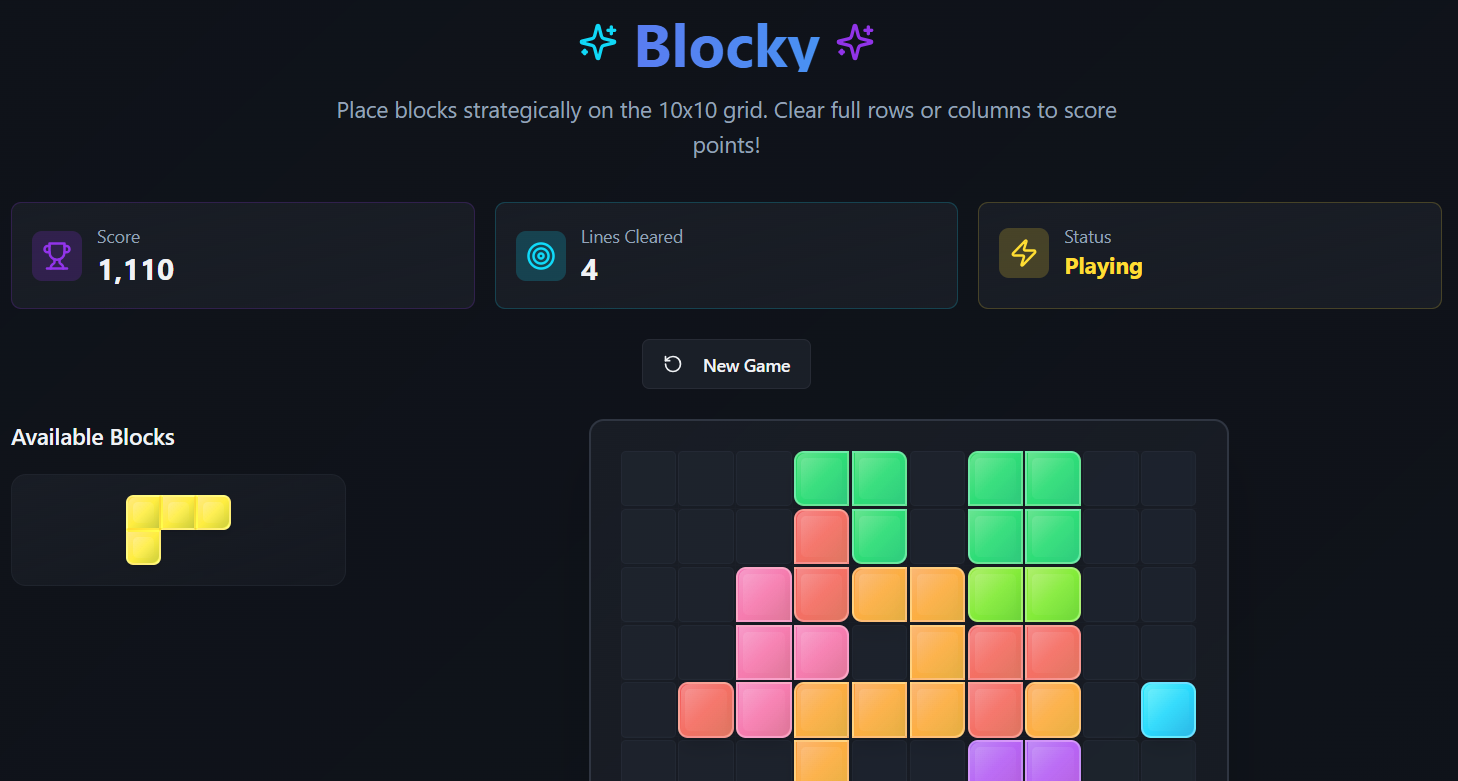 Blocky
Place blocks strategically on the 10x10 grid. Clear full rows or columns to score
points!
Score
1,110
Lines Cleared
4
Status
Playing
New Game
Available Blocks